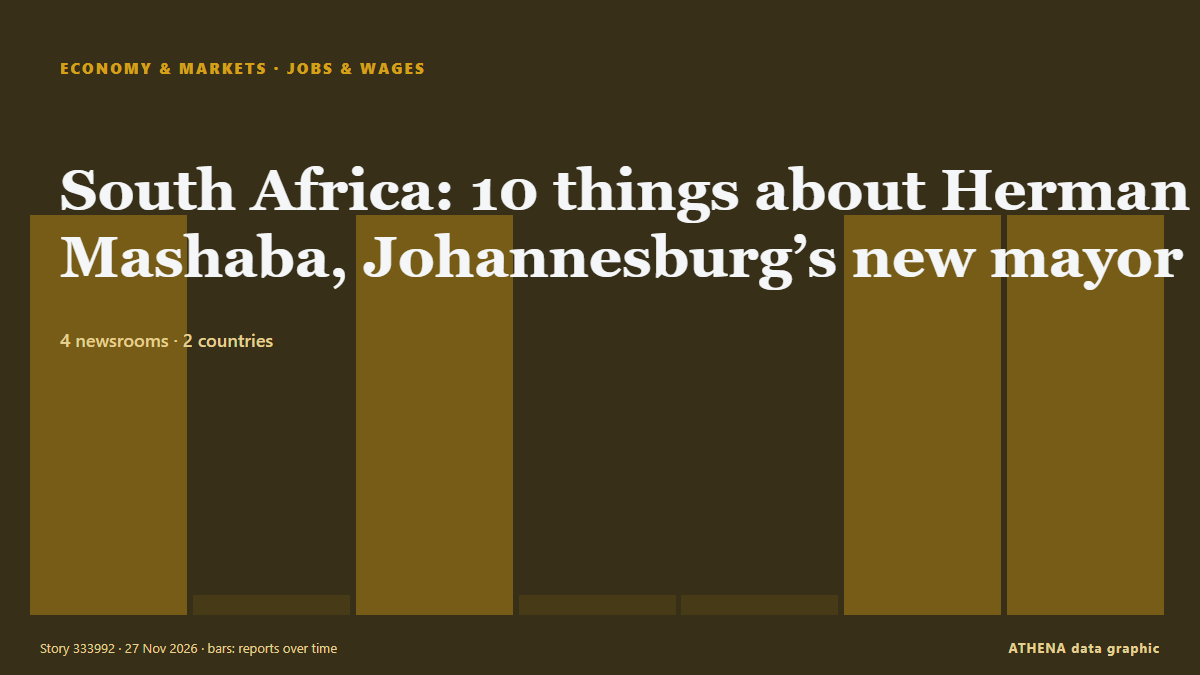 ECONOMY & MARKETS · JOBS & WAGES
South Africa: 10 things about Herman
Mashaba, Johannesburg’s new mayor
4 newsrooms · 2 countries
Story 333992 · 27 Nov 2026 · bars: reports over time
ATHENA data graphic